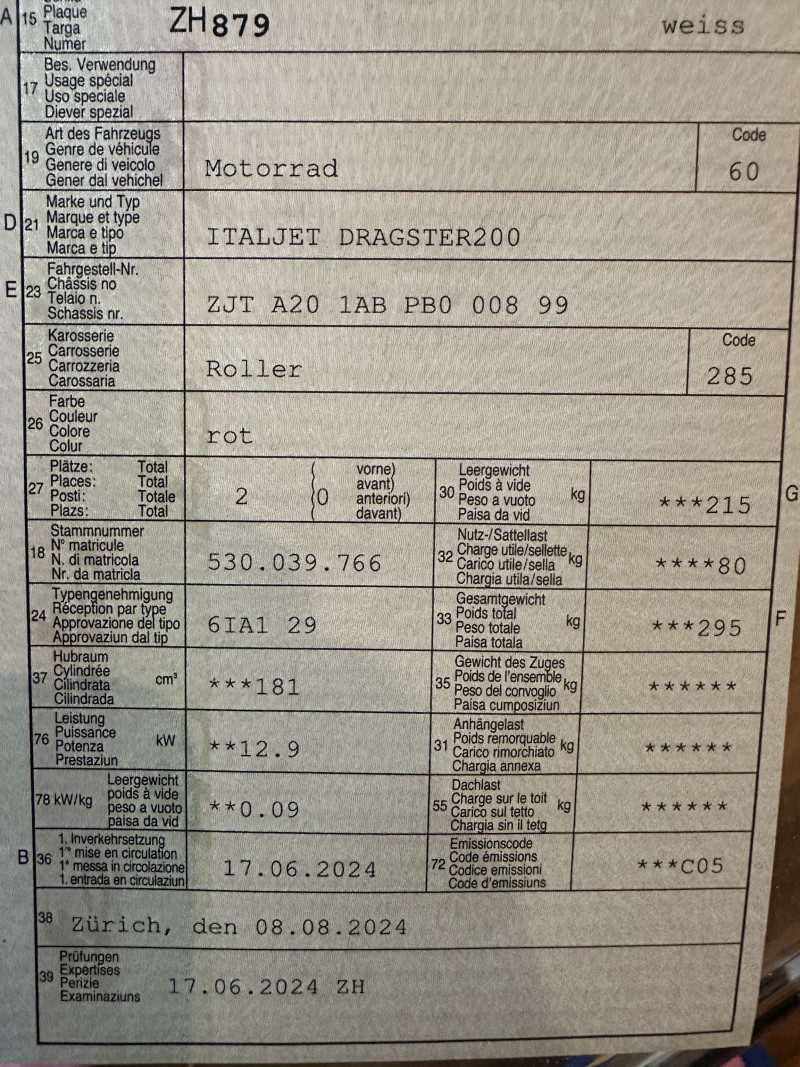 A 15 Plaque ZH 879 weiss
Targa
Numer
17 Bes. Verwendung
Usage spécial
Uso speciale
Diever spezial
19 Art des Fahrzeugs
Genre de véhicule
Genere di veicolo
Gener dal vehichel
Motorrad
Code
60
D 21 Marke und Typ
Marque et type
Marca e tipo
Marca e tip
ITALJET DRAGSTER200
E 23 Fahrgestell-Nr.
Châssis no
Telaio n.
Schassis nr.
ZJT A20 1AB PB0 008 99
25 Karosserie
Carrosserie
Carrozzeria
Carossaria
Roller
Code
285
26 Farbe
Couleur
Colore
Colur
rot
27 Plätze: Total
Places: Total
Posti: Totale
Plazs: Total
2 (0 vorne)
avant)
anteriori)
davant)
30 Leergewicht
Poids à vide
Peso a vuoto
Paisa da vid
kg
***215
G
18 Stammnummer
N° matricule
N. di matricola
Nr. da matricla
530.039.766
32 Nutz-/Sattellast
Charge utile/sellette
Carico utile/sella
Chargia utila/sella
kg
****80
24 Typengenehmigung
Réception par type
Approvazione del tipo
Approvaziun dal tip
6IA1 29
33 Gesamtgewicht
Poids total
Peso totale
Paisa totala
kg
***295
F
37 Hubraum
Cylindrée
Cilindrata
Cilindrada
cm³
***181
35 Gewicht des Zuges
Poids de l'ensemble
Peso del convoglio
Paisa cumposiziun
kg
******
76 Leistung
Puissance
Potenza
Prestaziun
kW
**12.9
31 Anhängelast
Poids remorquable
Carico rimorchiato
Chargia annexa
kg
******
78 kW/kg Leergewicht
poids à vide
peso a vuoto
paisa da vid
**0.09
55 Dachlast
Charge sur le toit
Carico sul tetto
Chargia sin il tetg
kg
******
B 36 1. Inverkehrsetzung
1re mise en circulation
1a messa in circolazione
1. entrada en circulaziun
17.06.2024
72 Emissionscode
Code émissions
Codice emissioni
Code d'emissiuns
***C05
38 Zürich, den 08.08.2024
39 Prüfungen
Expertises
Perizie
Examinaziuns
17.06.2024 ZH